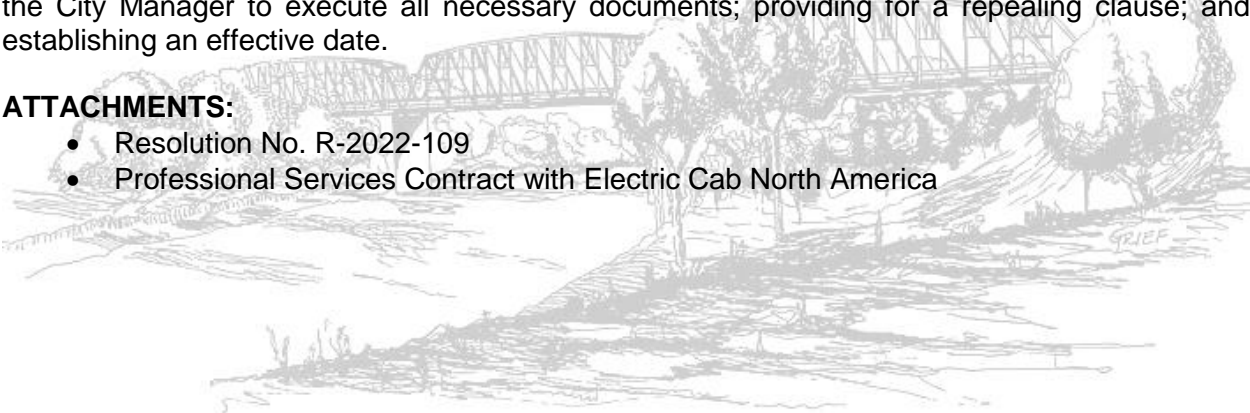 the City Manager to execute all necessary documents; providing for a repealing clause; and
establishing an effective date.
ATTACHMENTS:
• Resolution No. R-2022-109
• Professional Services Contract with Electric Cab North America
GRIEF